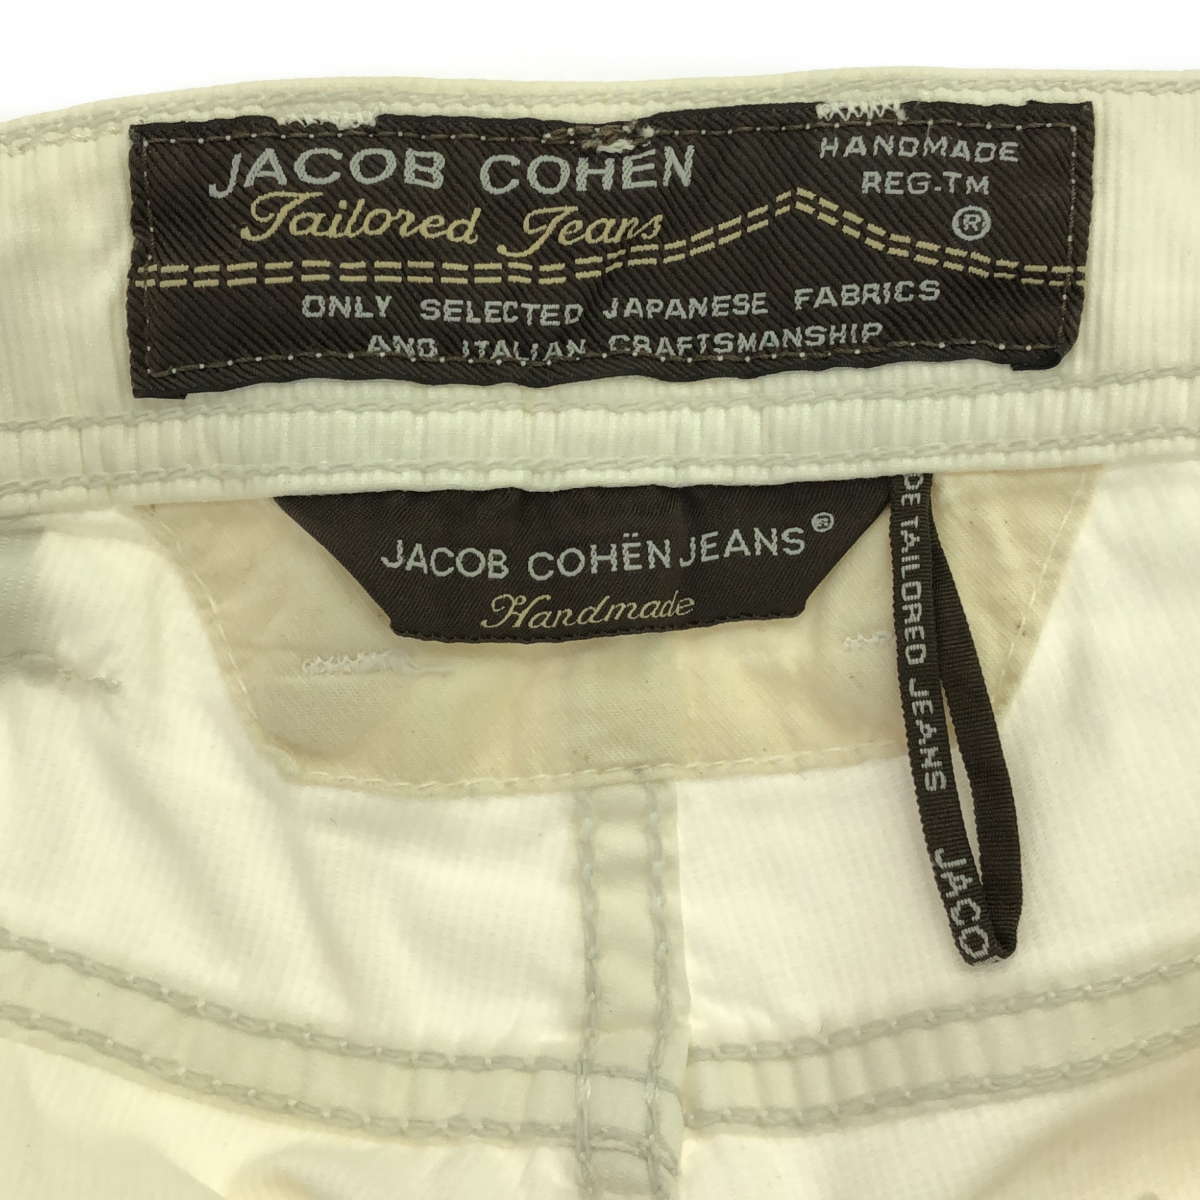 JACOB COHËN
Tailored Jeans
HANDMADE
REG-TM
®
ONLY SELECTED JAPANESE FABRICS
AND ITALIAN CRAFTSMANSHIP
JACOB COHËN JEANS®
Handmade
DE TAILORED JEANS JACO